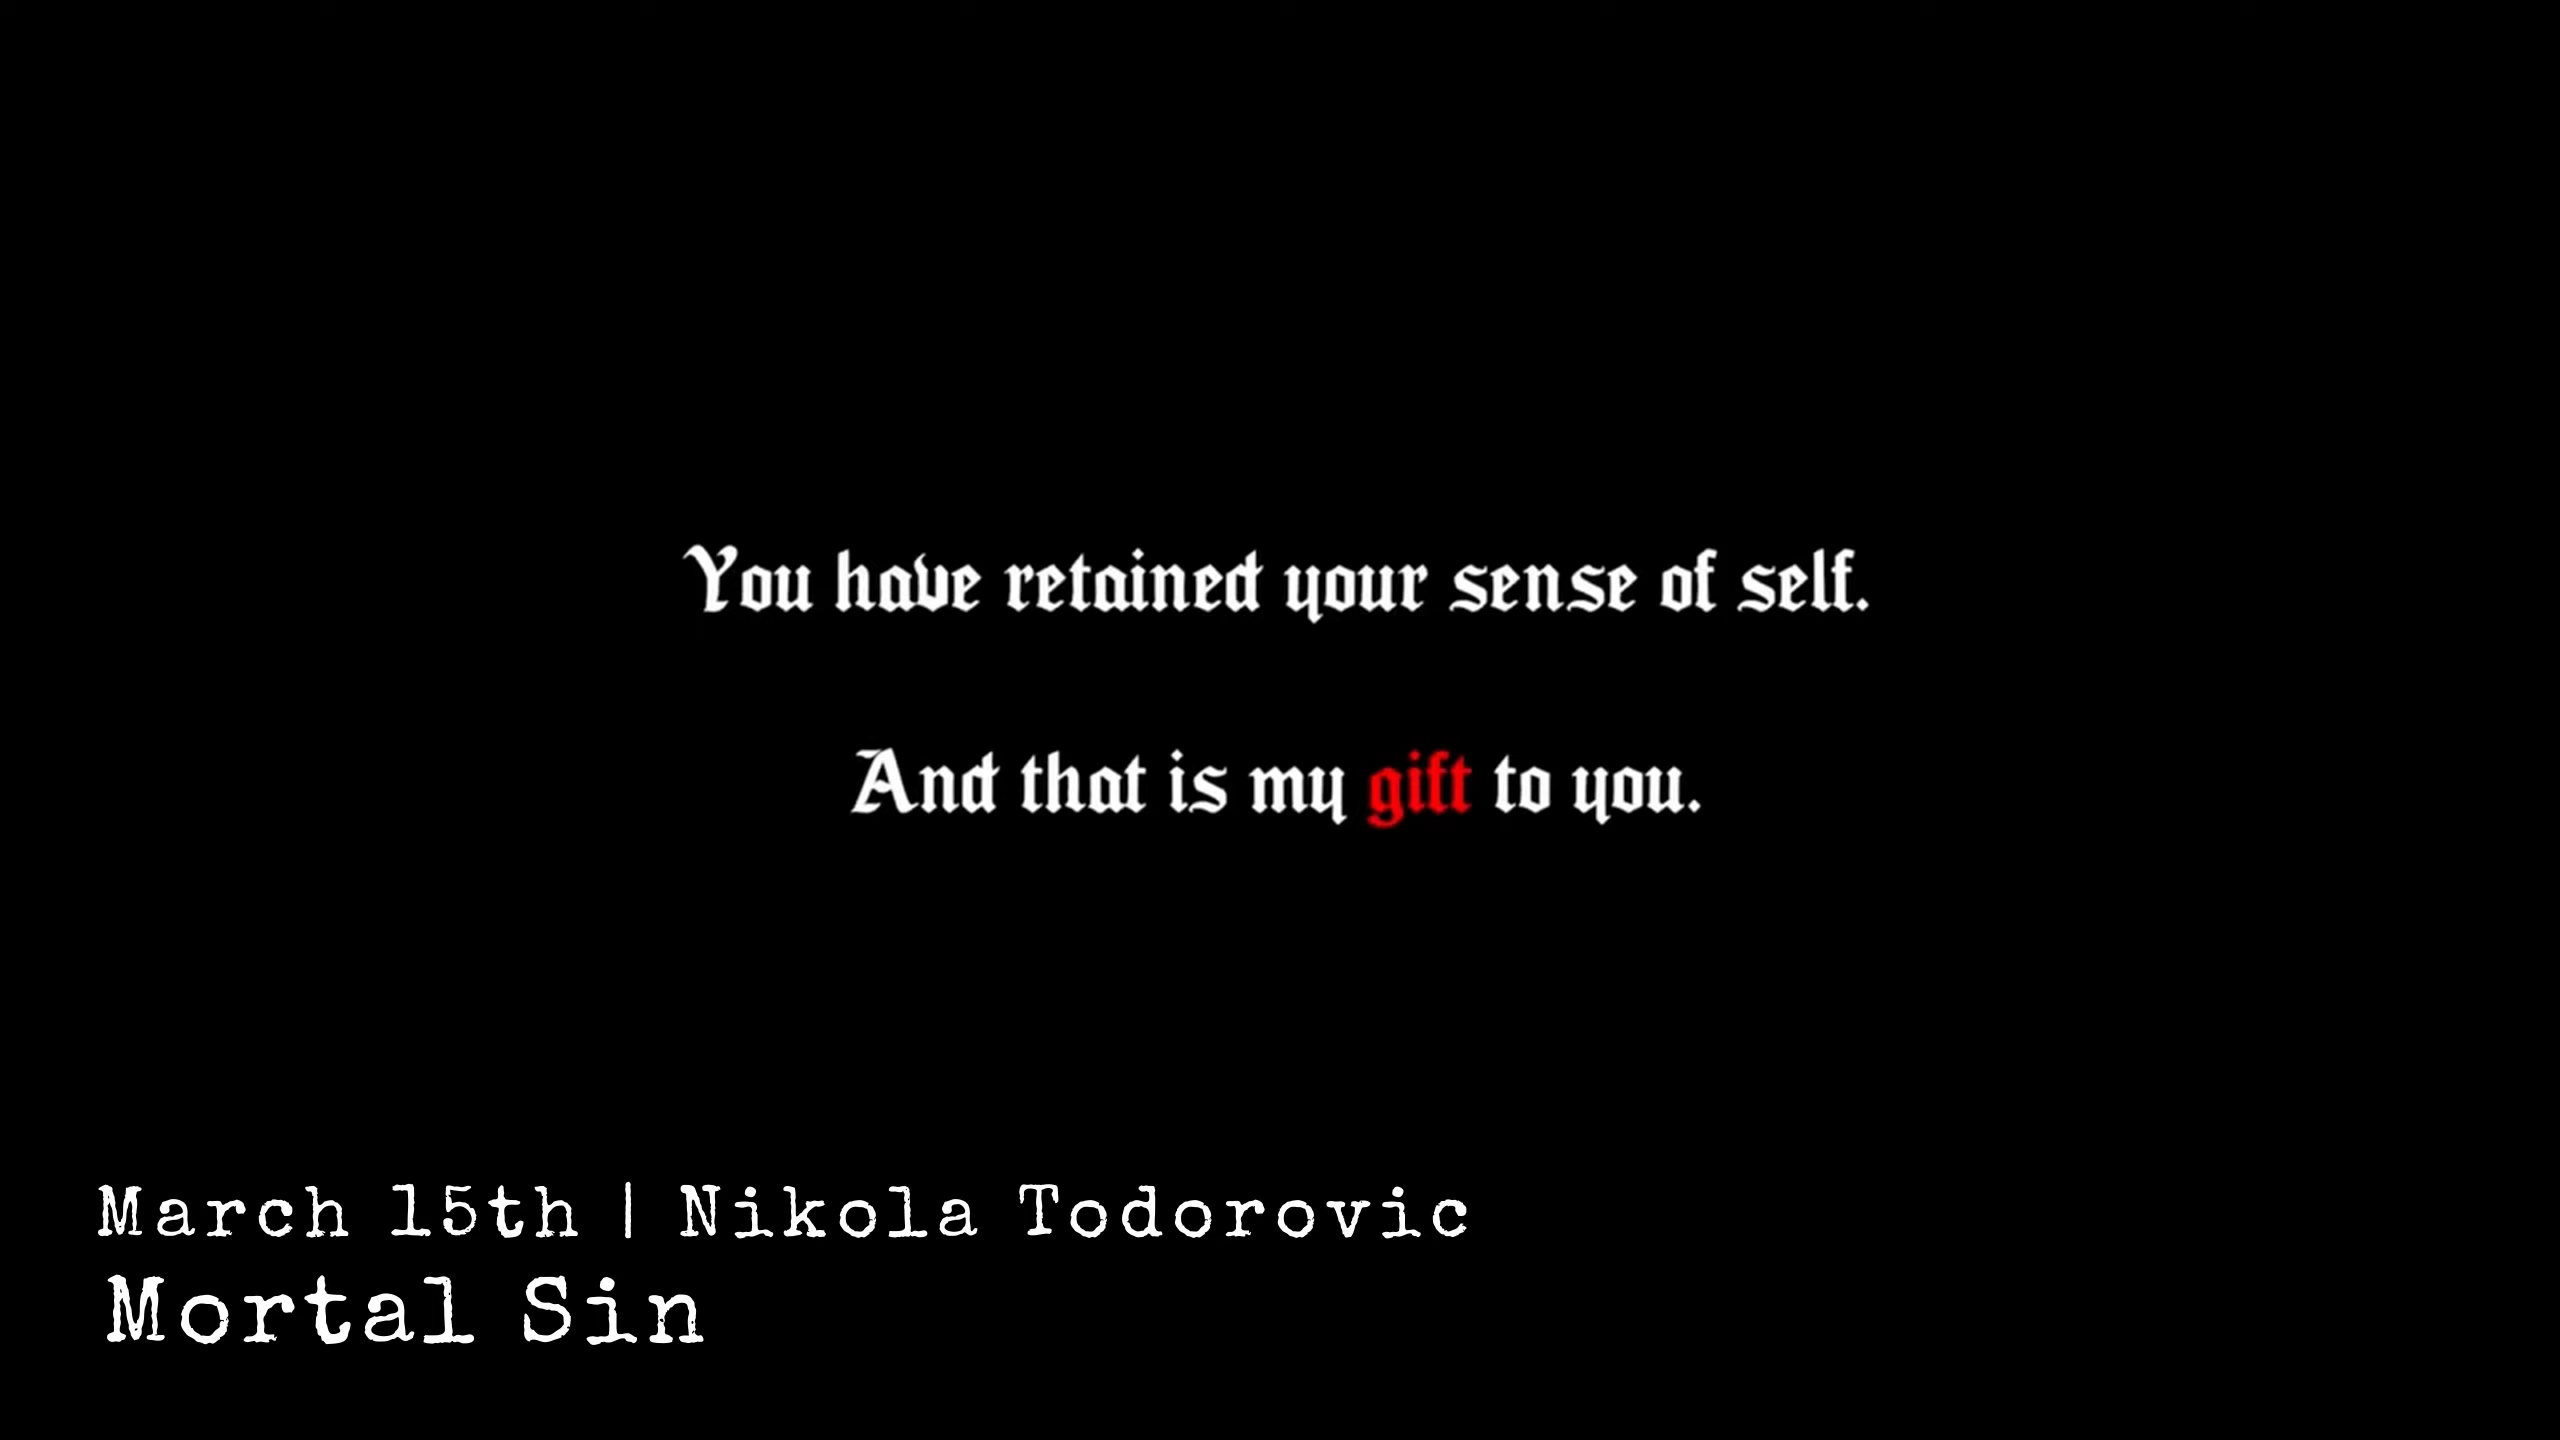 You have retained your sense of self.
And that is my gift to you.
March 15th | Nikola Todorovic
Mortal Sin